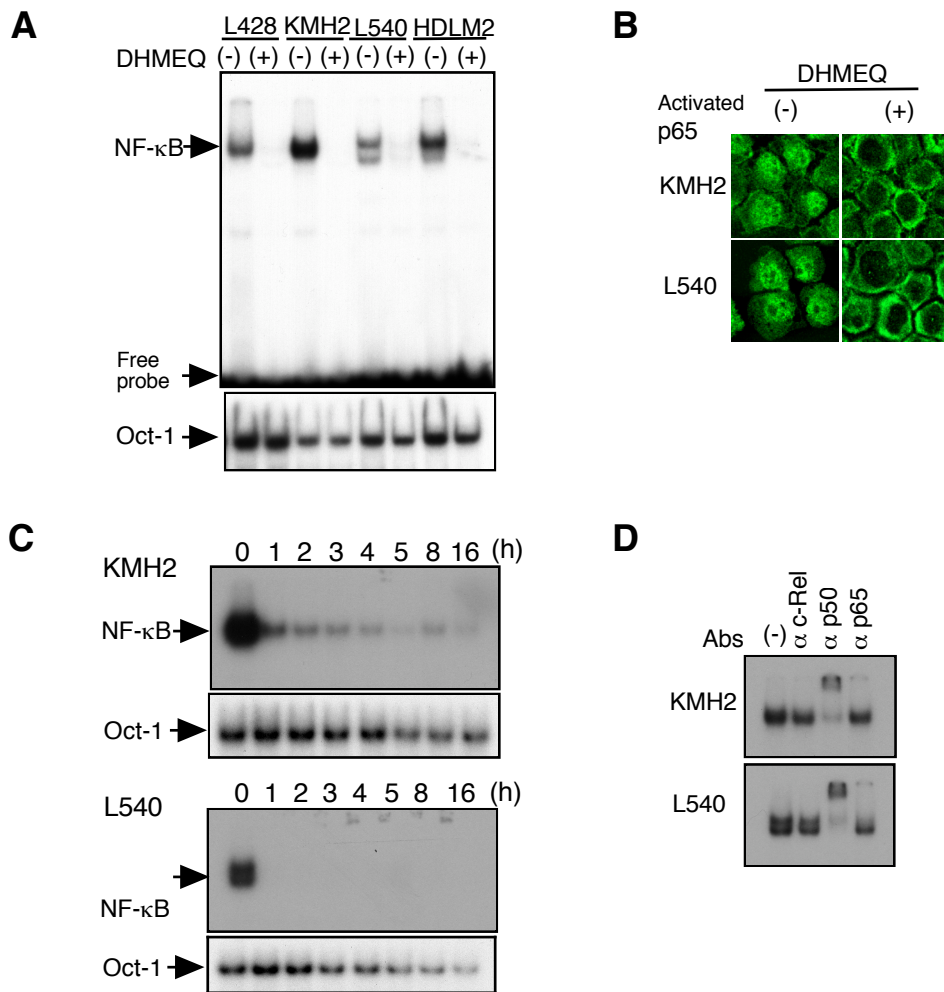 A
L428 KMH2 L540 HDLM2
DHMEQ (-) (+) (-) (+) (-) (+) (-) (+)
NF-κB
Free
probe
Oct-1
B
DHMEQ
Activated
p65
(-) (+)
KMH2
L540
C
0 1 2 3 4 5 8 16 (h)
KMH2
NF-κB
Oct-1
0 1 2 3 4 5 8 16 (h)
L540
NF-κB
Oct-1
D
Abs (-) α c-Rel α p50 α p65
KMH2
L540